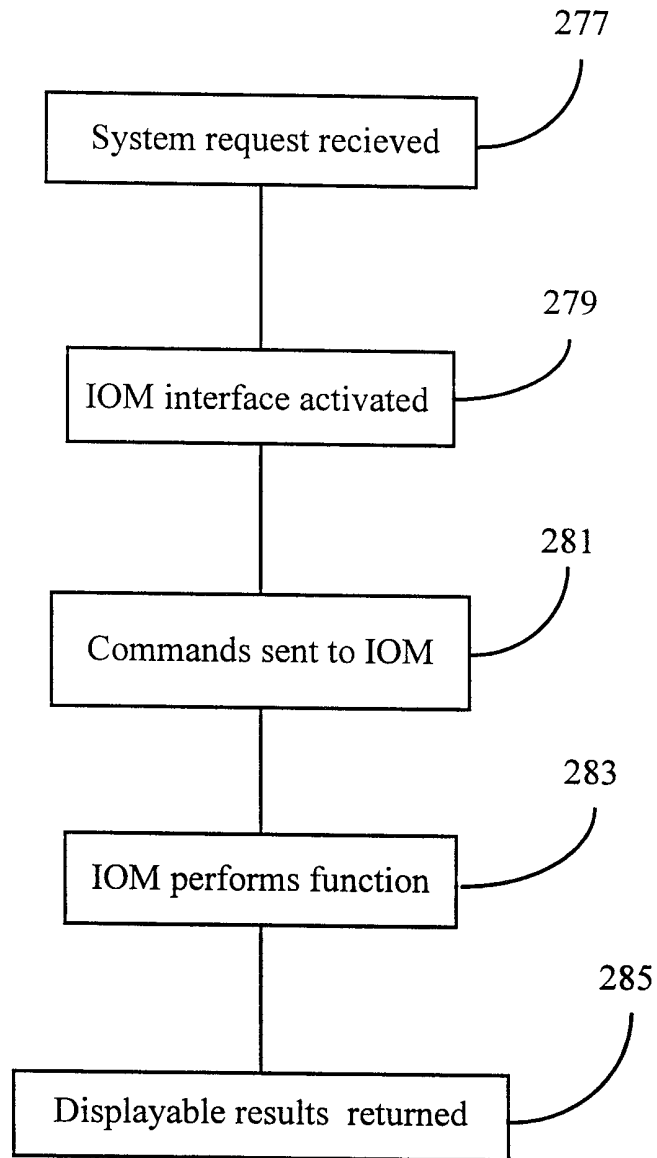 277
System request recieved
279
IOM interface activated
281
Commands sent to IOM
283
IOM performs function
285
Displayable results returned